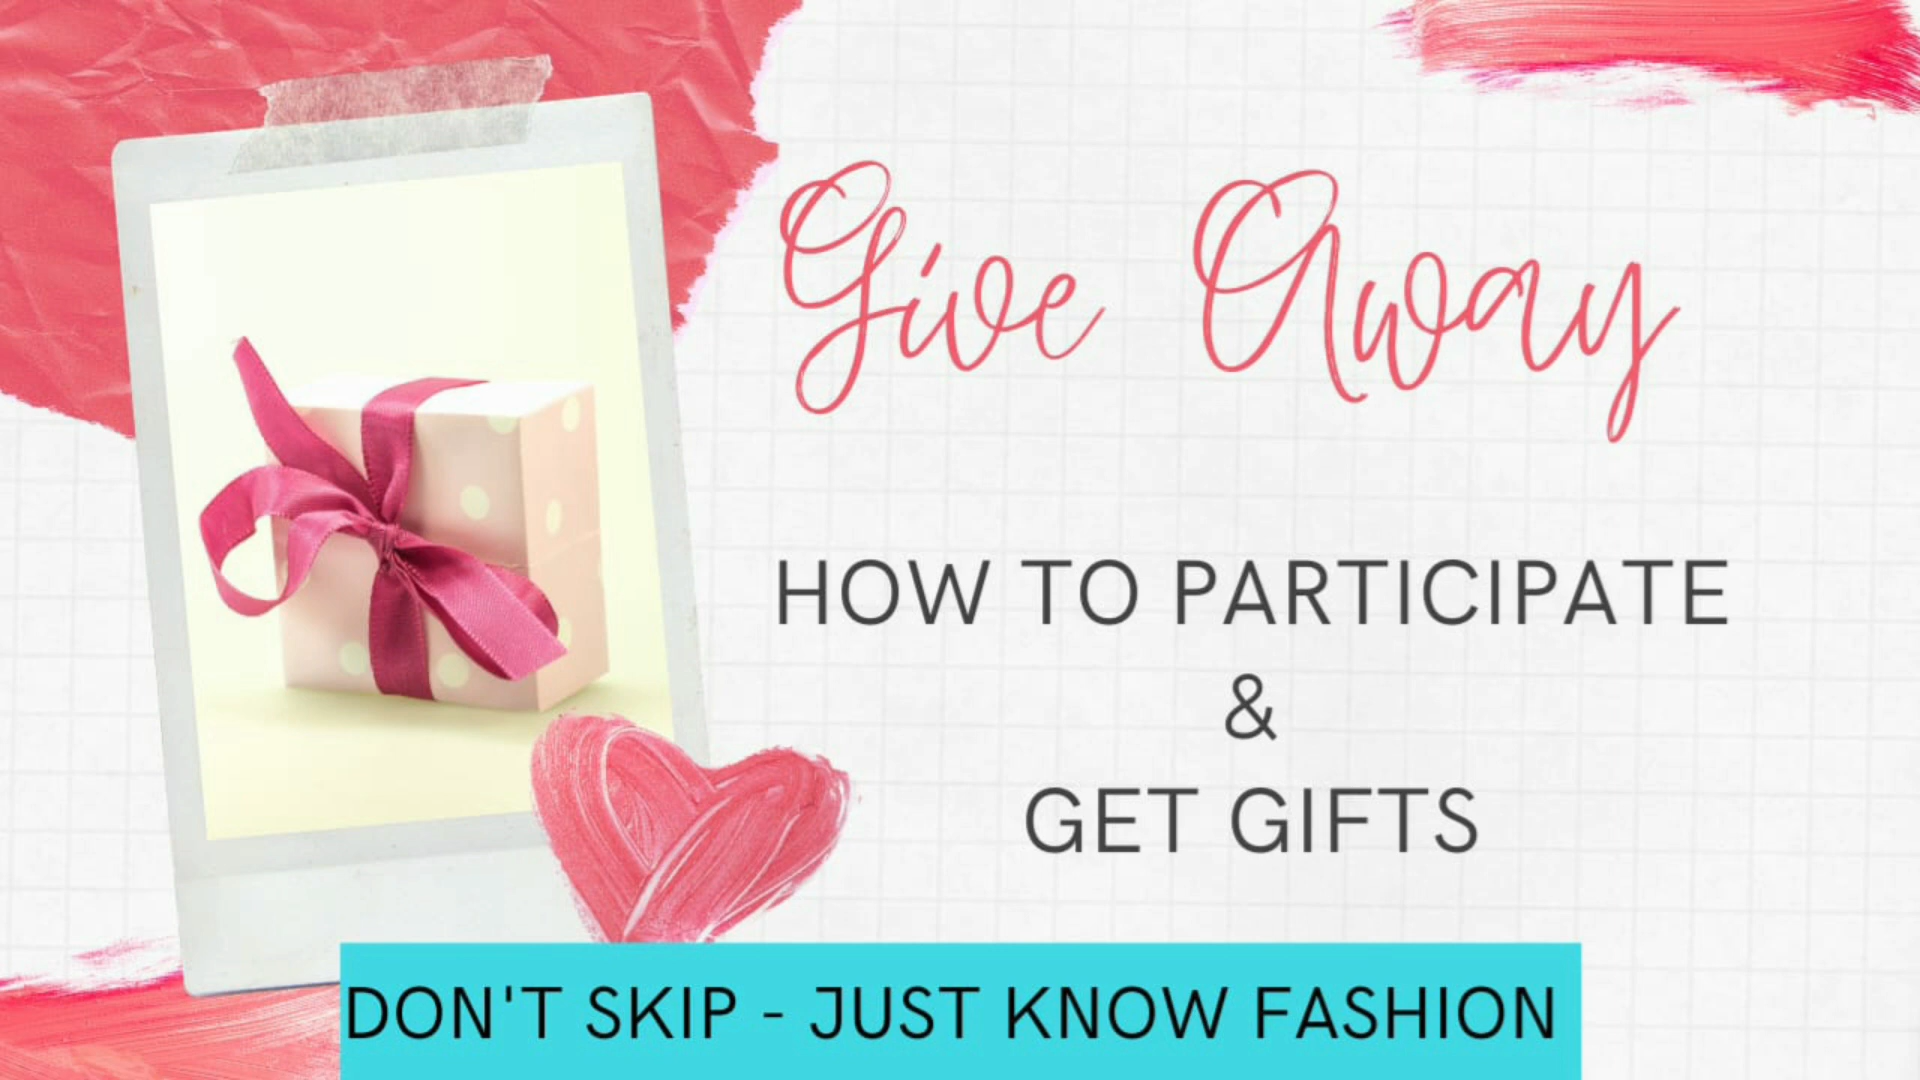 Give Away
HOW TO PARTICIPATE
&
GET GIFTS
DON'T SKIP - JUST KNOW FASHION